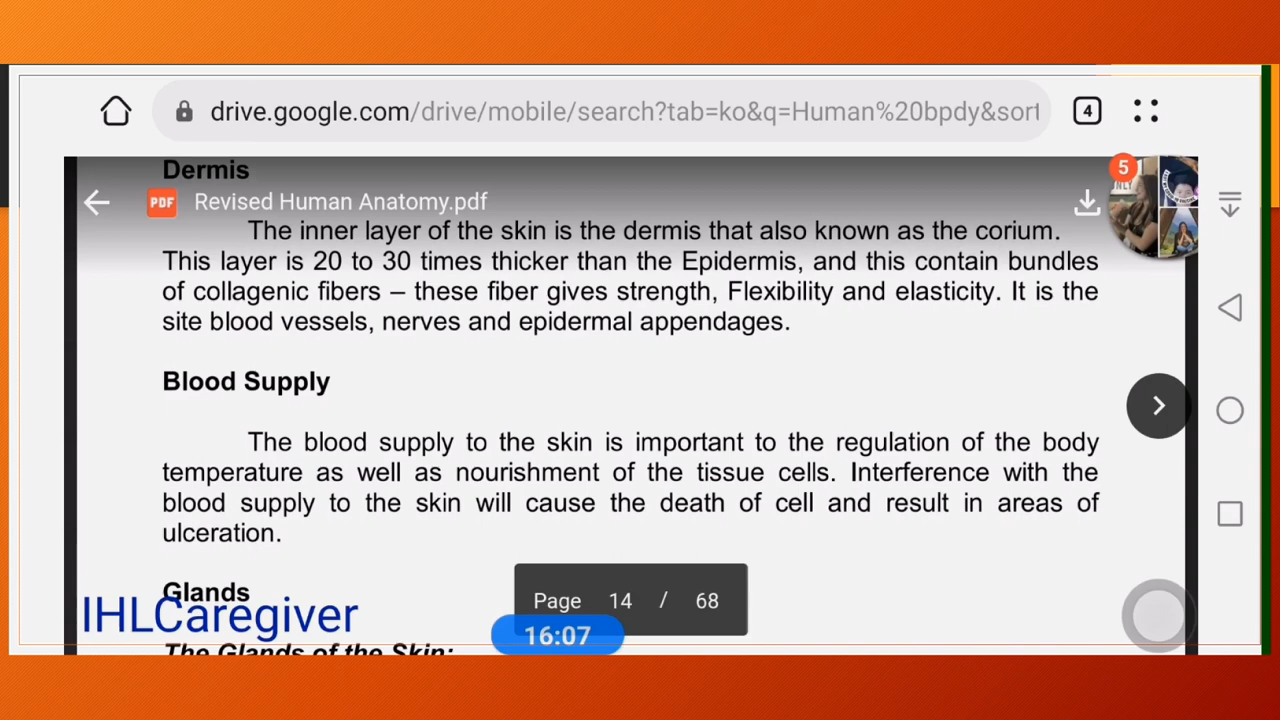 drive.google.com/drive/mobile/search?tab=ko&q=Human%20bpdy&sort
4
Dermis
5
PDF
Revised Human Anatomy.pdf
The inner layer of the skin is the dermis that also known as the corium.
This layer is 20 to 30 times thicker than the Epidermis, and this contain bundles
of collagenic fibers – these fiber gives strength, Flexibility and elasticity. It is the
site blood vessels, nerves and epidermal appendages.
Blood Supply
The blood supply to the skin is important to the regulation of the body
temperature as well as nourishment of the tissue cells. Interference with the
blood supply to the skin will cause the death of cell and result in areas of
ulceration.
Glands
Page 14 / 68
IHLCaregiver
16:07
The Glands of the Skin: